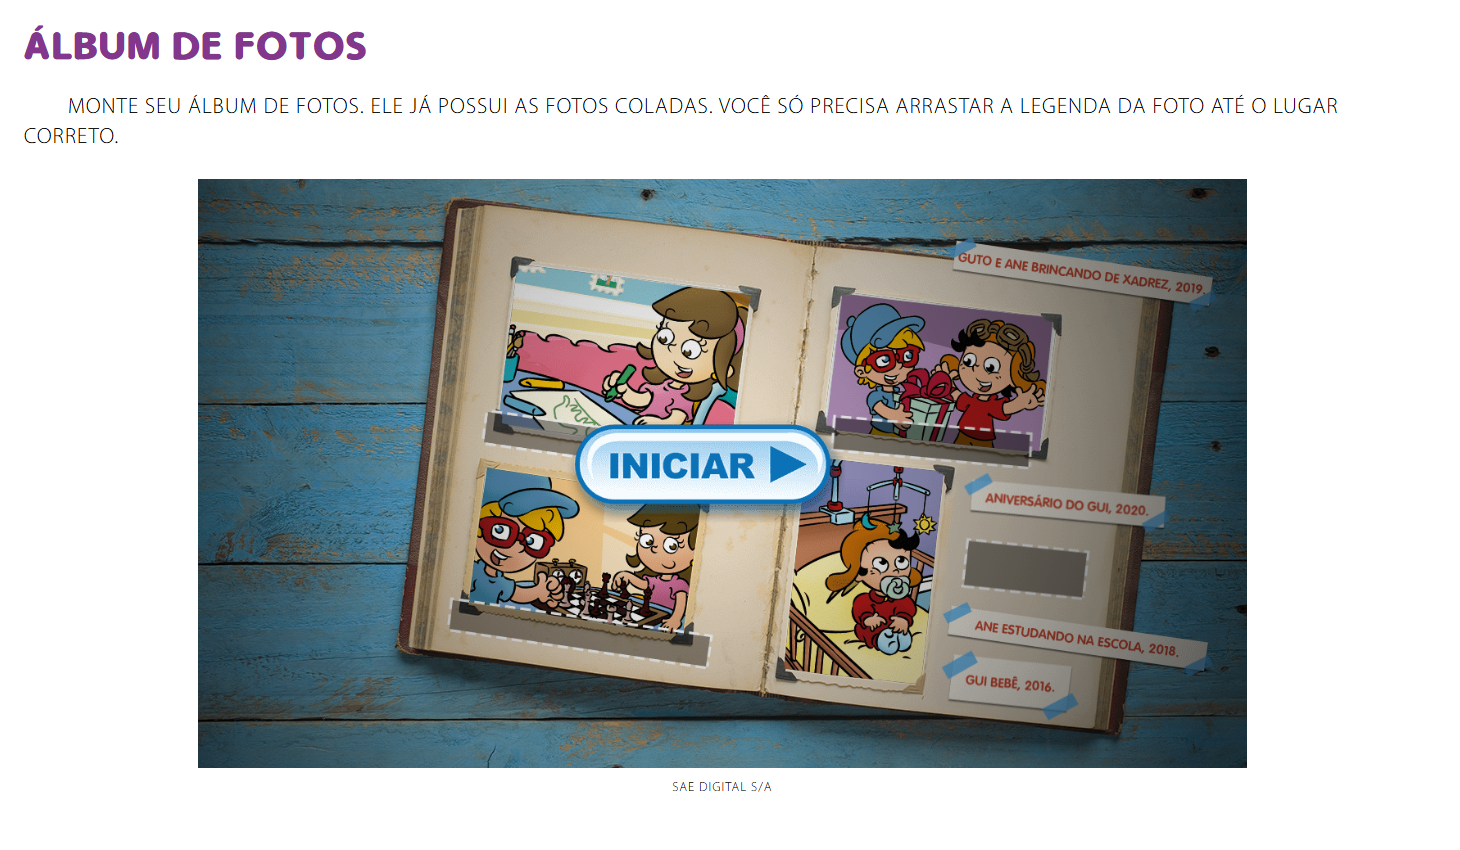 ÁLBUM DE FOTOS
MONTE SEU ÁLBUM DE FOTOS. ELE JÁ POSSUI AS FOTOS COLADAS. VOCÊ SÓ PRECISA ARRASTAR A LEGENDA DA FOTO ATÉ O LUGAR
CORRETO.
GUTO E ANE BRINCANDO DE XADREZ, 2019.
INICIAR
ANIVERSÁRIO DO GUI, 2020.
ANE ESTUDANDO NA ESCOLA, 2018.
GUI BEBÊ, 2016.
SAE DIGITAL S/A